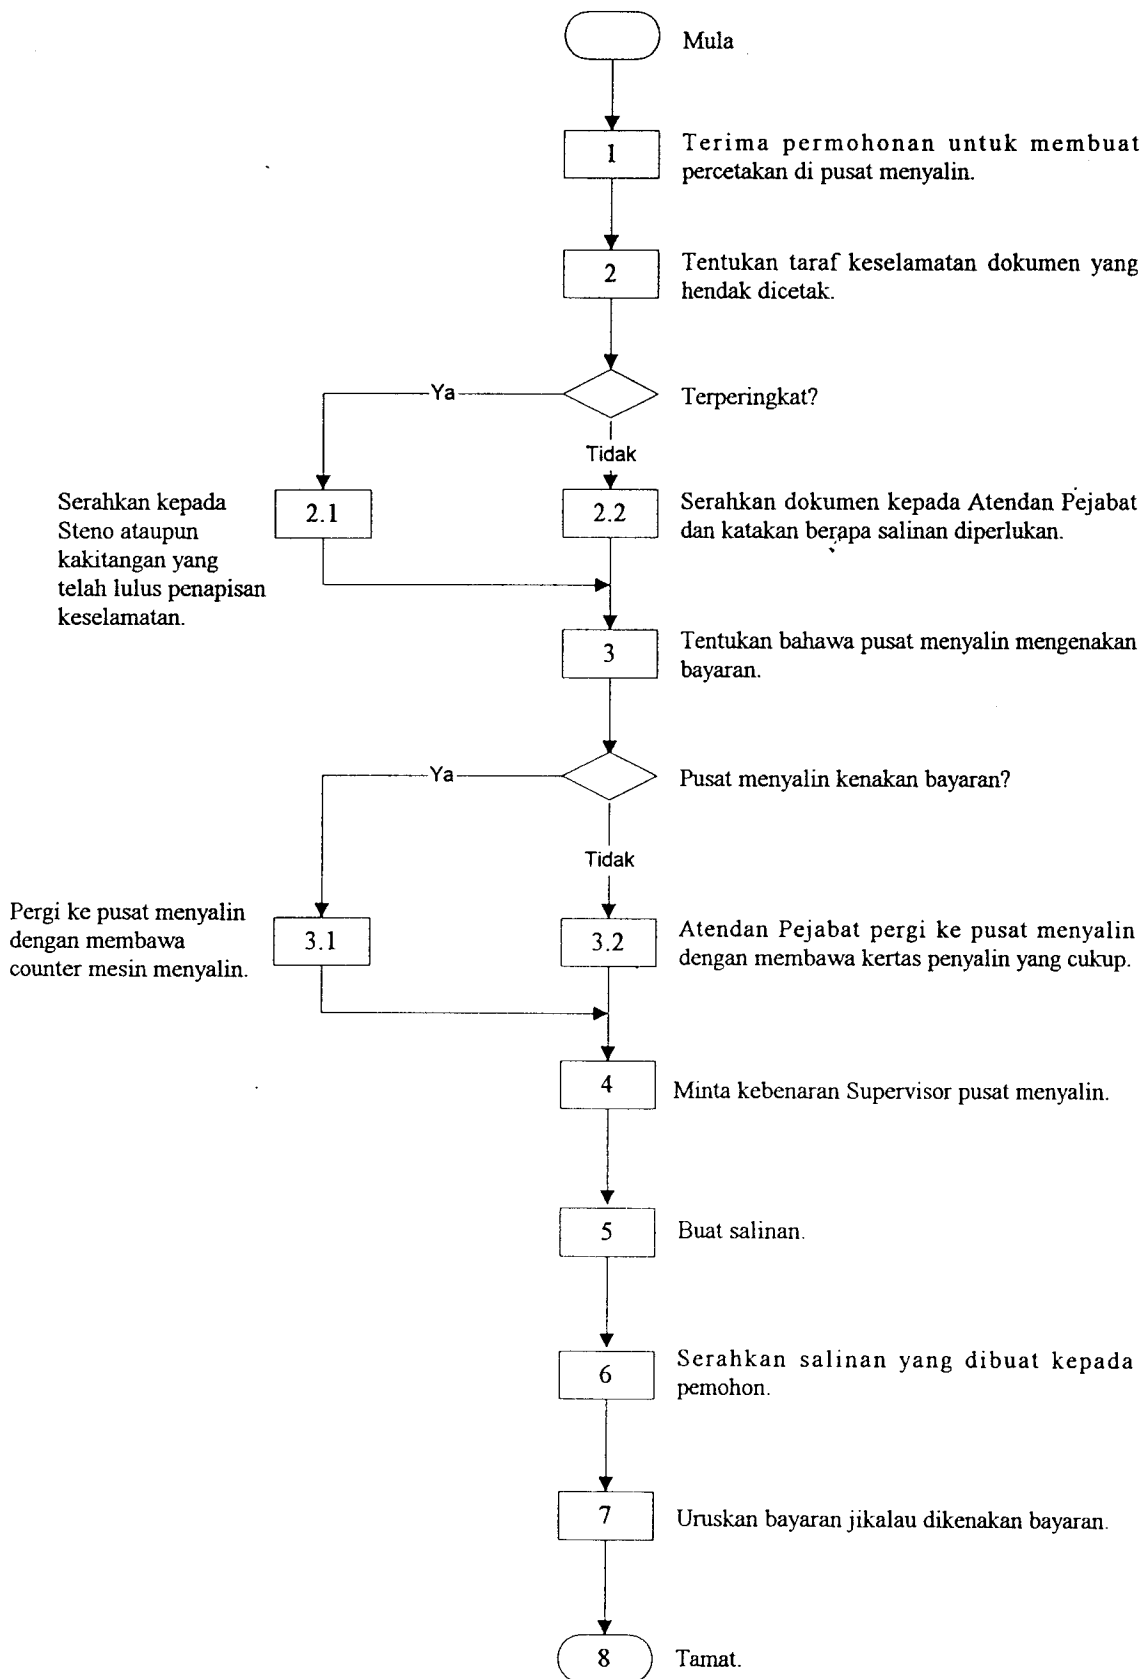 Mula
1
Terima permohonan untuk membuat
percetakan di pusat menyalin.
2
Tentukan taraf keselamatan dokumen yang
hendak dicetak.
Ya
Terperingkat?
Tidak
Serahkan kepada
Steno ataupun
kakitangan yang
telah lulus penapisan
keselamatan.
2.1
2.2
Serahkan dokumen kepada Atendan Pejabat
dan katakan berapa salinan diperlukan.
3
Tentukan bahawa pusat menyalin mengenakan
bayaran.
Ya
Pusat menyalin kenakan bayaran?
Tidak
Pergi ke pusat menyalin
dengan membawa
counter mesin menyalin.
3.1
3.2
Atendan Pejabat pergi ke pusat menyalin
dengan membawa kertas penyalin yang cukup.
4
Minta kebenaran Supervisor pusat menyalin.
5
Buat salinan.
6
Serahkan salinan yang dibuat kepada
pemohon.
7
Uruskan bayaran jikalau dikenakan bayaran.
8
Tamat.